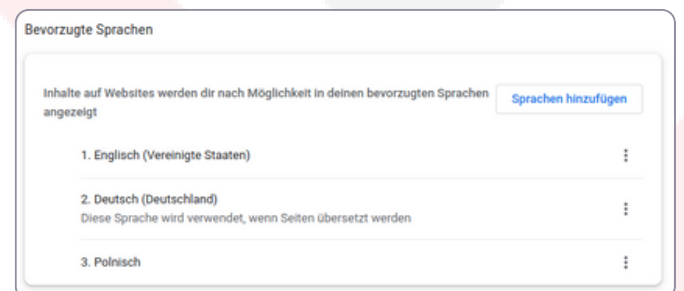 Bevorzugte Sprachen
Inhalte auf Websites werden dir nach Möglichkeit in deinen bevorzugten Sprachen
angezeigt
Sprachen hinzufügen
1. Englisch (Vereinigte Staaten)
2. Deutsch (Deutschland)
Diese Sprache wird verwendet, wenn Seiten übersetzt werden
3. Polnisch